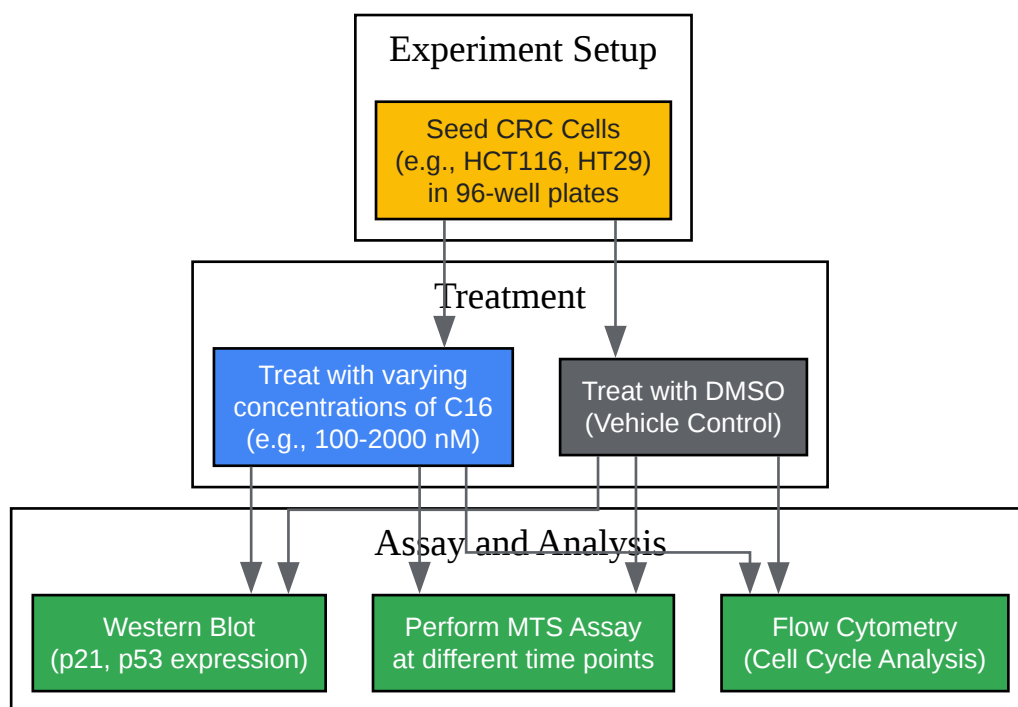 Experiment Setup
Seed CRC Cells
(e.g., HCT116, HT29)
in 96-well plates
Treatment
Treat with varying
concentrations of C16
(e.g., 100-2000 nM)
Treat with DMSO
(Vehicle Control)
Assay and Analysis
Western Blot
(p21, p53 expression)
Perform MTS Assay
at different time points
Flow Cytometry
(Cell Cycle Analysis)